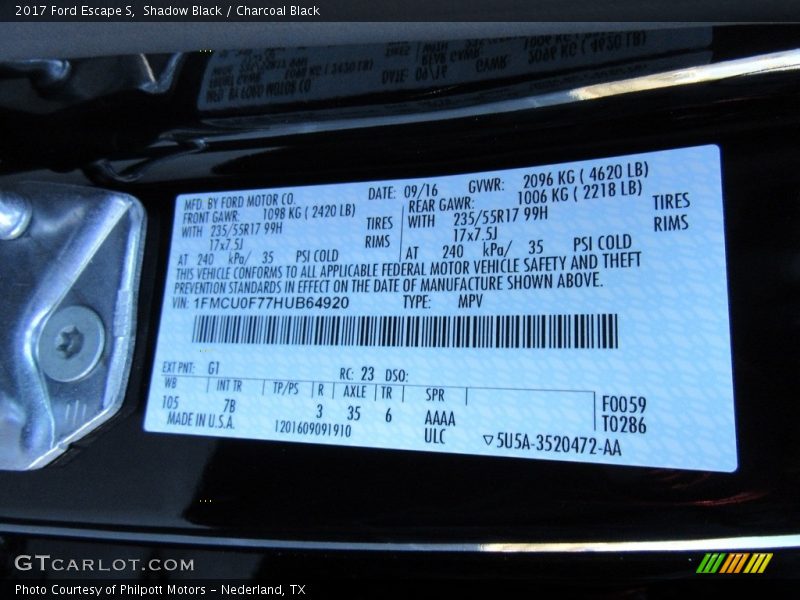 2017 Ford Escape S, Shadow Black / Charcoal Black
MFD. BY FORD MOTOR CO. DATE: 09/16 GVWR: 2096 KG ( 4620 LB)
FRONT GAWR: 1098 KG ( 2420 LB) REAR GAWR: 1006 KG ( 2218 LB)
WITH 235/55R17 99H TIRES WITH 235/55R17 99H TIRES
17x7.5J RIMS 17x7.5J RIMS
AT 240 kPa/ 35 PSI COLD AT 240 kPa/ 35 PSI COLD
THIS VEHICLE CONFORMS TO ALL APPLICABLE FEDERAL MOTOR VEHICLE SAFETY AND THEFT
PREVENTION STANDARDS IN EFFECT ON THE DATE OF MANUFACTURE SHOWN ABOVE.
VIN: 1FMCU0F77HUB64920 TYPE: MPV
EXT PNT: G1 RC: 23 DSO:
WB INT TR TP/PS R AXLE TR SPR
105 7B 3 35 6 AAAA F0059
MADE IN U.S.A. 1201609091910 ULC T0286
▽5U5A-3520472-AA
GTCARLOT.COM
Photo Courtesy of Philpott Motors - Nederland, TX